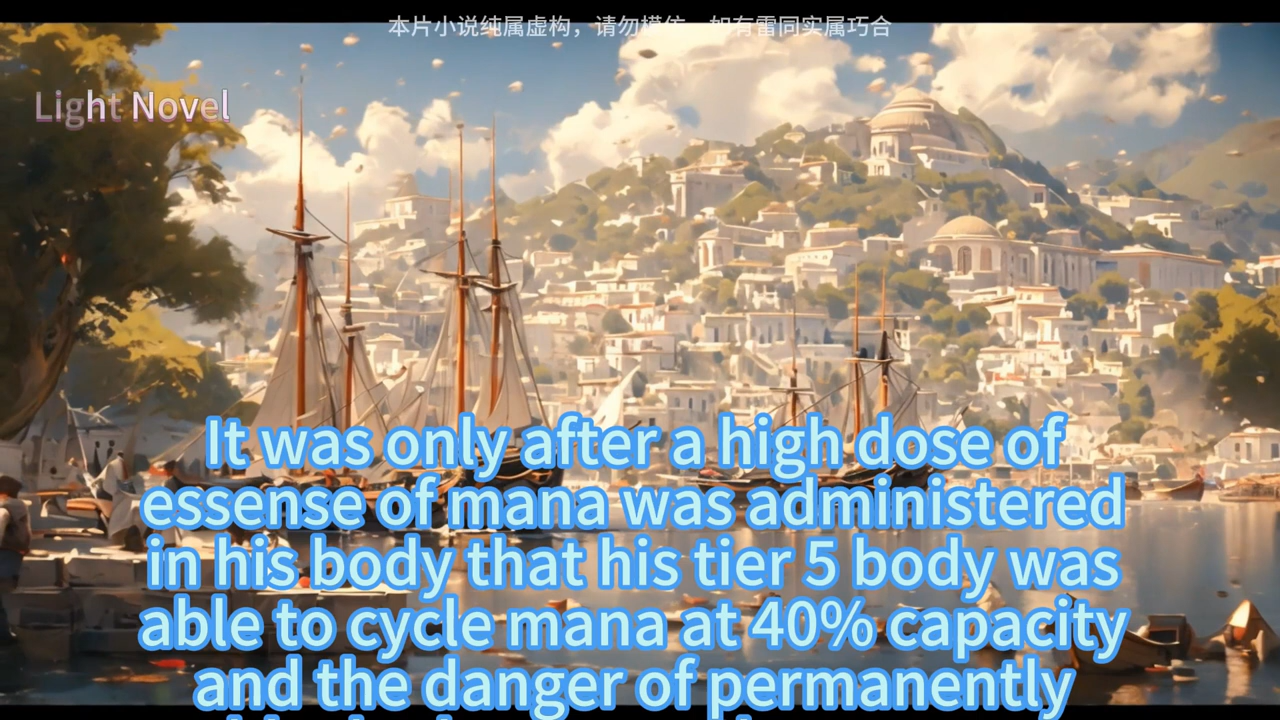 本片小说纯属虚构，请勿模仿，如有雷同实属巧合
Light Novel
It was only after a high dose of
essense of mana was administered
in his body that his tier 5 body was
able to cycle mana at 40% capacity
and the danger of permanently